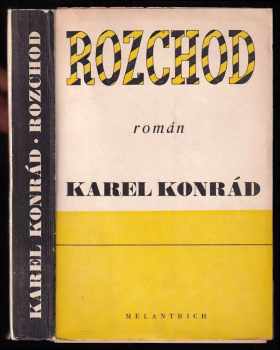 KAREL KONRÁD · ROZCHOD
ROZCHOD
román
KAREL KONRÁD
MELANTRICH